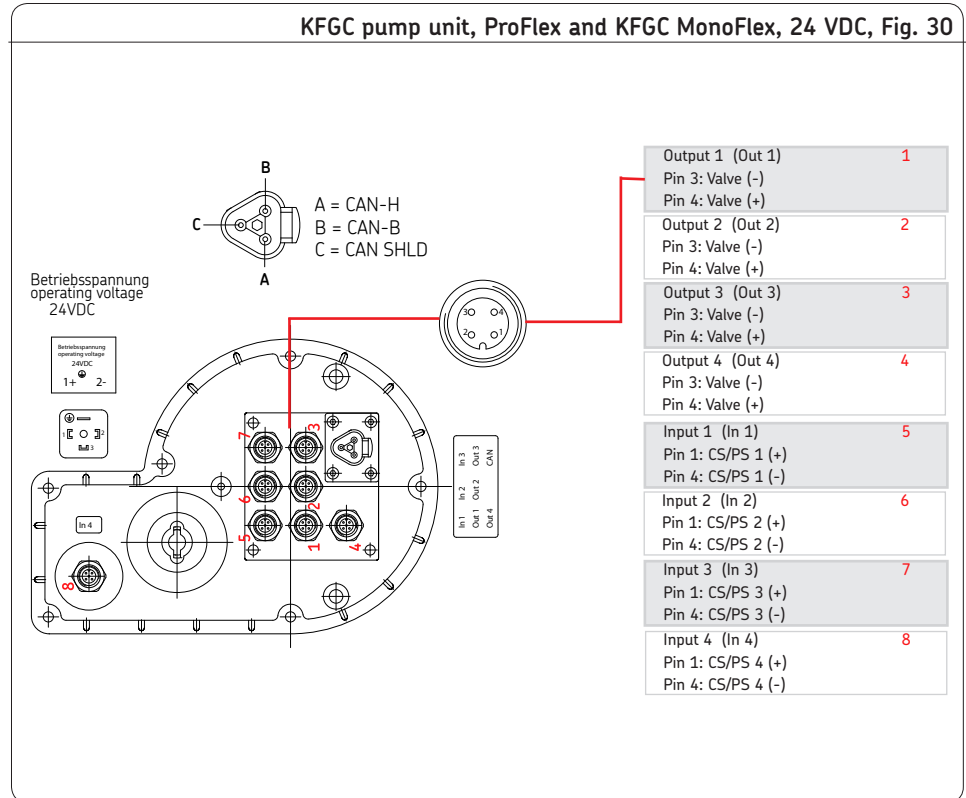 KFGC pump unit, ProFlex and KFGC MonoFlex, 24 VDC, Fig. 30
B
C
A
A = CAN-H
B = CAN-B
C = CAN SHLD
Betriebsspannung
operating voltage
24VDC
Betriebsspannung
operating voltage
24VDC
1+ 2-
1 2
3
3 4
2 1
In 4
8
7 3
6 2
5 1 4
In 1 In 2 In 3
Out 1 Out 2 Out 3
Out 4 CAN
Output 1 (Out 1) 1
Pin 3: Valve (-)
Pin 4: Valve (+)
Output 2 (Out 2) 2
Pin 3: Valve (-)
Pin 4: Valve (+)
Output 3 (Out 3) 3
Pin 3: Valve (-)
Pin 4: Valve (+)
Output 4 (Out 4) 4
Pin 3: Valve (-)
Pin 4: Valve (+)
Input 1 (In 1) 5
Pin 1: CS/PS 1 (+)
Pin 4: CS/PS 1 (-)
Input 2 (In 2) 6
Pin 1: CS/PS 2 (+)
Pin 4: CS/PS 2 (-)
Input 3 (In 3) 7
Pin 1: CS/PS 3 (+)
Pin 4: CS/PS 3 (-)
Input 4 (In 4) 8
Pin 1: CS/PS 4 (+)
Pin 4: CS/PS 4 (-)